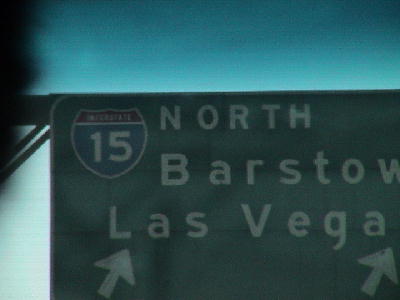 INTERSTATE
15
NORTH
Barstow
Las Vega